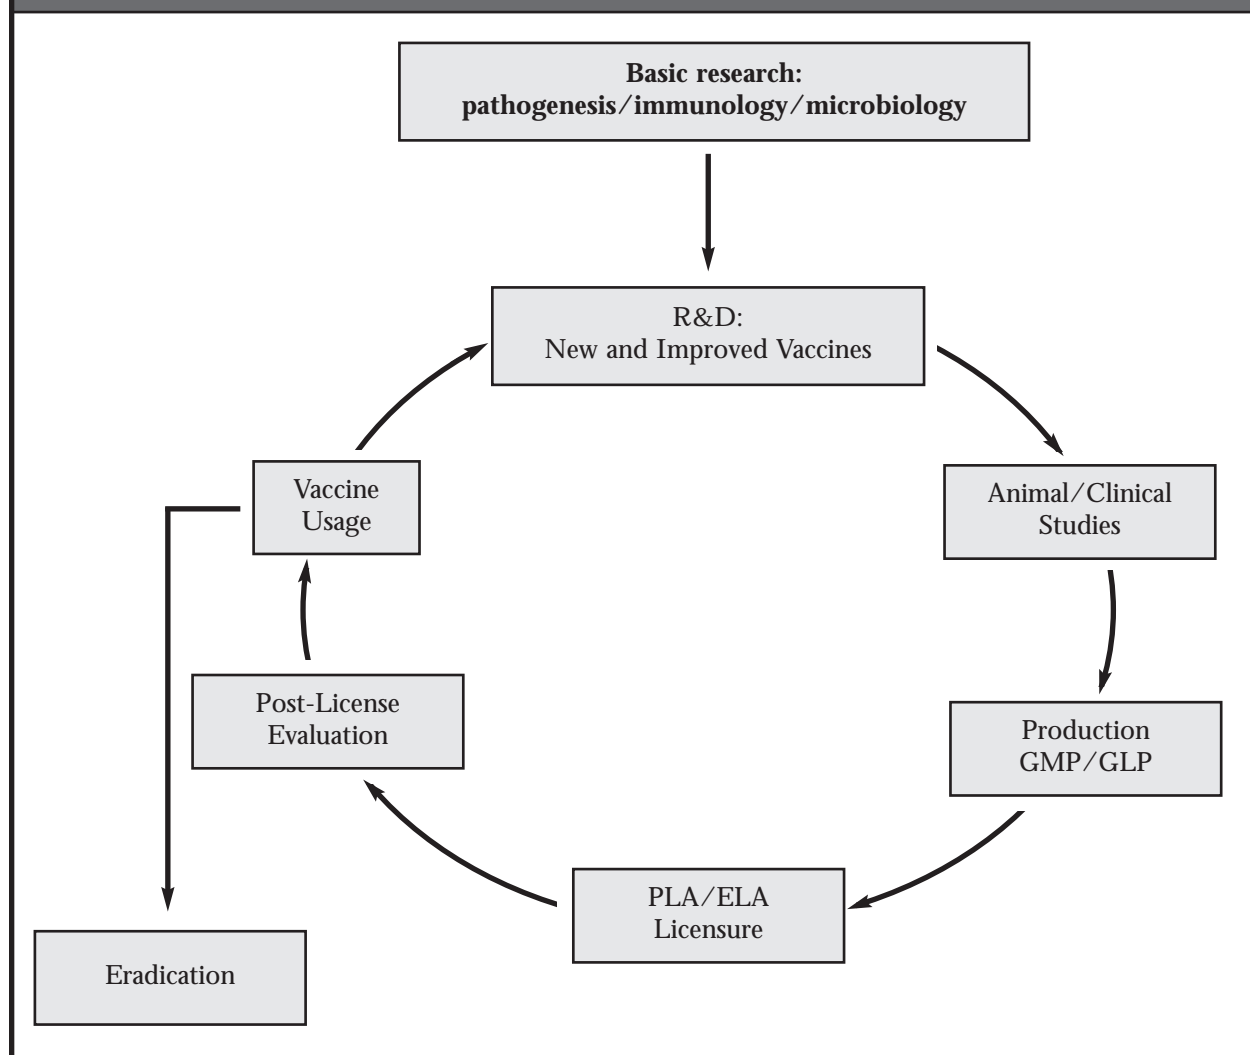 Basic research:
pathogenesis/immunology/microbiology
R&D:
New and Improved Vaccines
Vaccine
Usage
Animal/Clinical
Studies
Post-License
Evaluation
Production
GMP/GLP
PLA/ELA
Licensure
Eradication